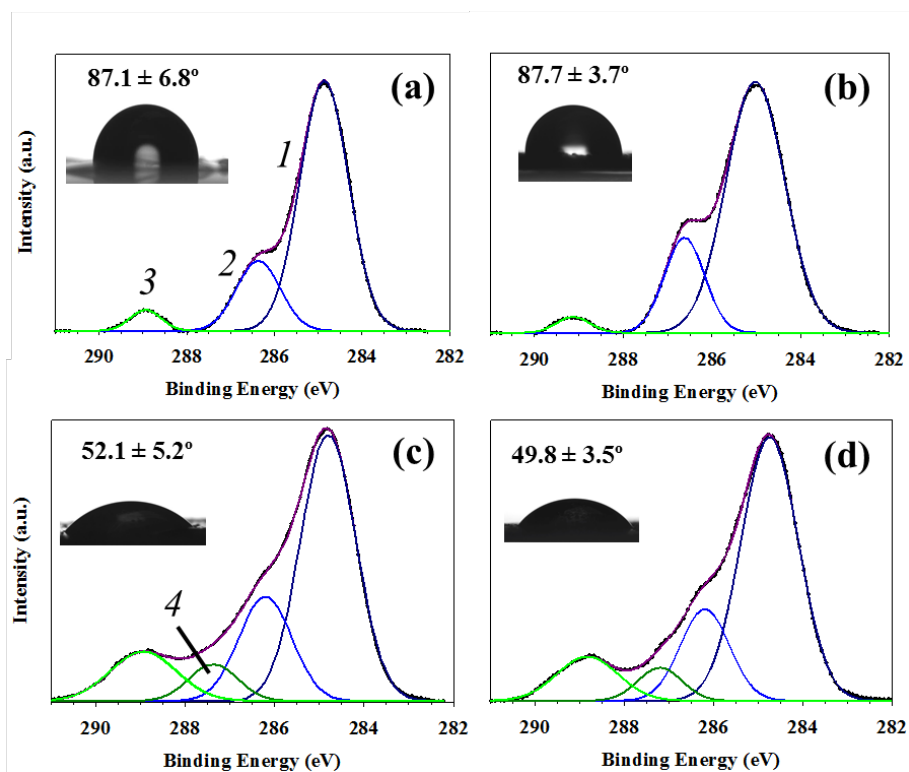 87.1 ± 6.8º
(a)
1
2
3
Intensity (a.u.)
290 288 286 284 282
Binding Energy (eV)
87.7 ± 3.7º
(b)
290 288 286 284 282
Binding Energy (eV)
52.1 ± 5.2º
(c)
4
Intensity (a.u.)
290 288 286 284 282
Binding Energy (eV)
49.8 ± 3.5º
(d)
290 288 286 284 282
Binding Energy (eV)